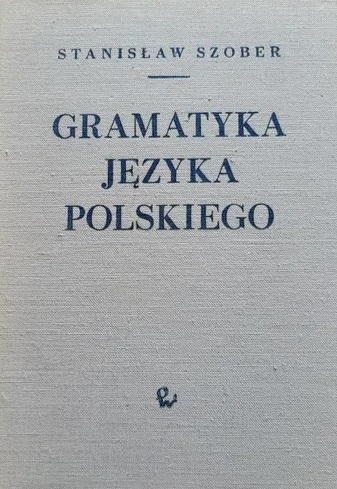 STANISŁAW SZOBER
GRAMATYKA
JĘZYKA
POLSKIEGO